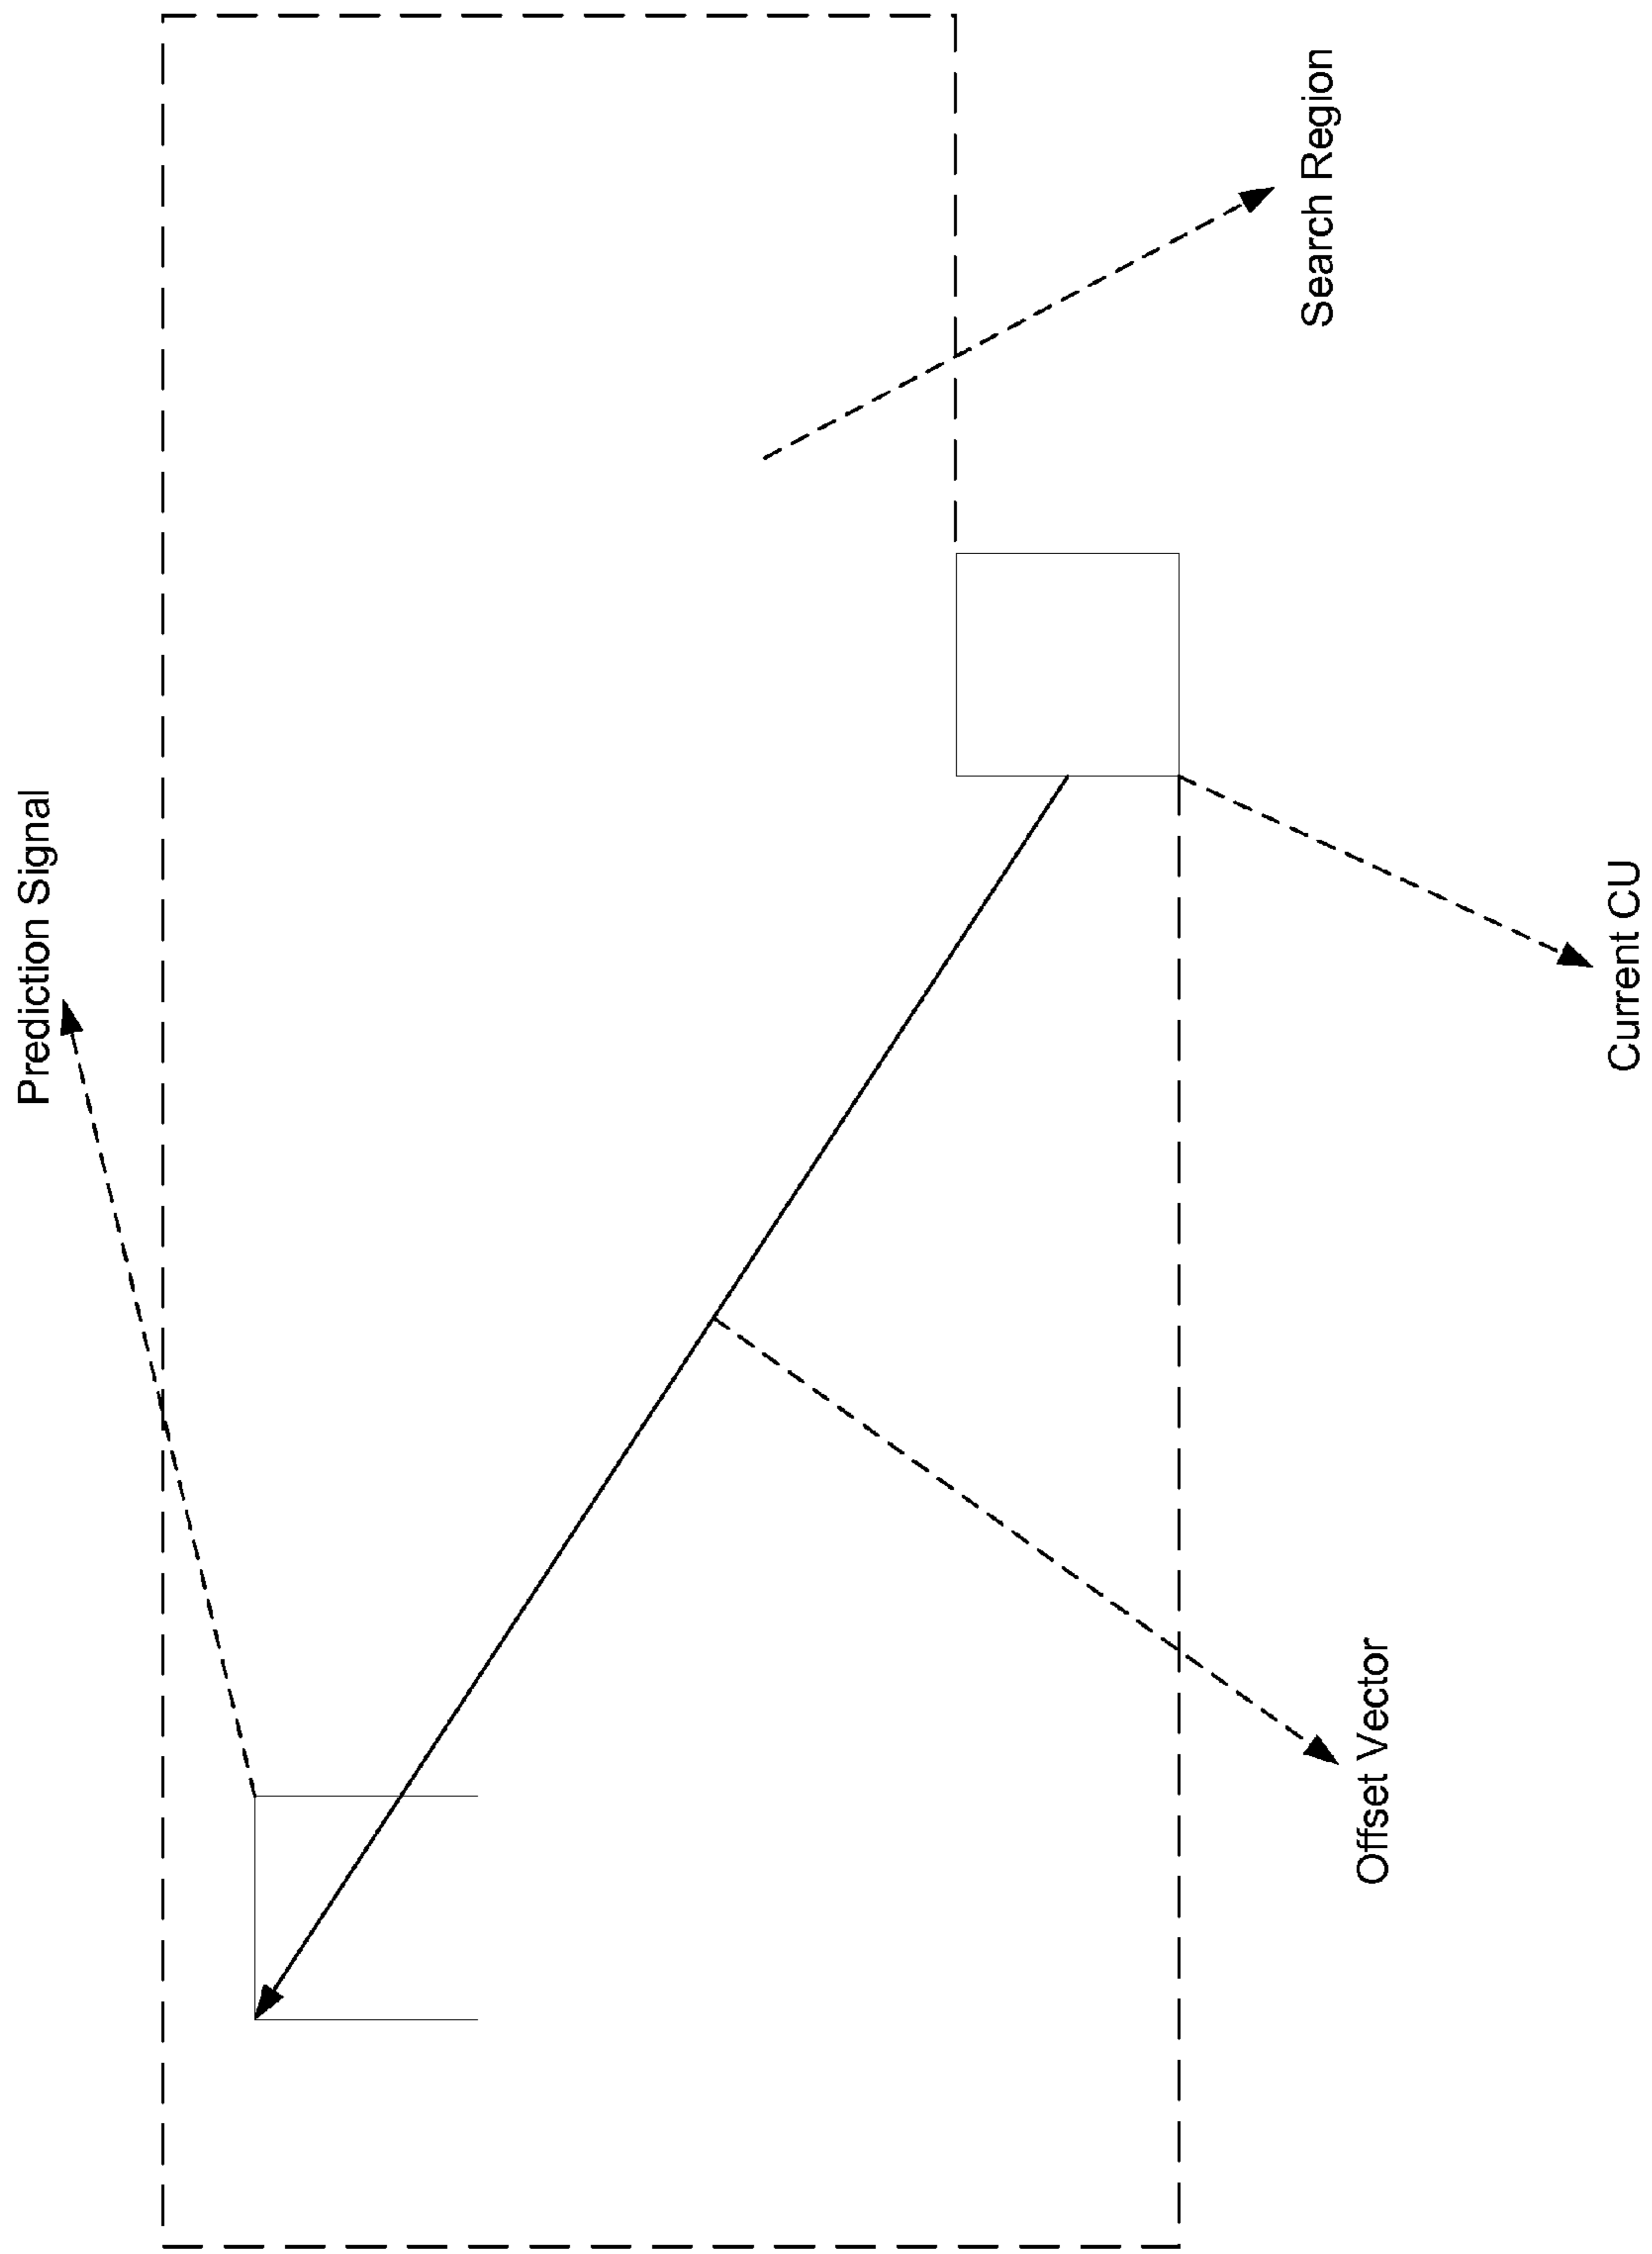 Prediction Signal
Search Region
Offset Vector
Current CU